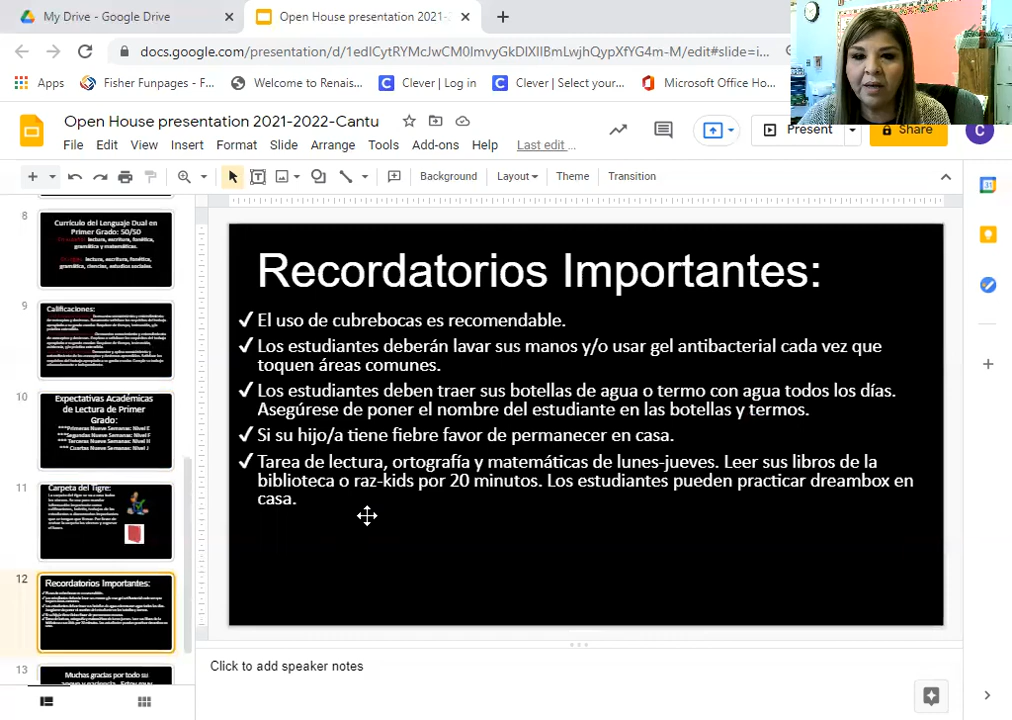 My Drive - Google Drive
Open House presentation 2021-
docs.google.com/presentation/d/1edICytRYMcJwCM0ImvyGkDIXIIBmLwjhQypXfYG4m-M/edit#slide=i...
Apps
Fisher Funpages - F...
Welcome to Renais...
Clever | Log in
Clever | Select your...
Microsoft Office Ho...
Open House presentation 2021-2022-Cantu
Present
Share
C
File Edit View Insert Format Slide Arrange Tools Add-ons Help Last edit ...
Background Layout Theme Transition
31
8
Currículo del Lenguaje Dual en
Primer Grado: 50/50
lectura, escritura, fonética,
gramática y matemáticas.
lectura, escritura, fonética,
gramática, ciencias, estudios sociales.
9
Calificaciones:
10
Expectativas Académicas
de Lectura de Primer
Grado:
***Primeras Nueve Semanas: Nivel E
***Segundas Nueve Semanas: Nivel F
*** Terceras Nueve Semanas: Nivel H
*** Cuartas Nueve Semanas: Nivel J
11
Carpeta del Tigre:
12
Recordatorios Importantes:
13
Muchas gracias por todo su
Recordatorios Importantes:
✓El uso de cubrebocas es recomendable.
✓Los estudiantes deberán lavar sus manos y/o usar gel antibacterial cada vez que
toquen áreas comunes.
✓Los estudiantes deben traer sus botellas de agua o termo con agua todos los días.
Asegúrese de poner el nombre del estudiante en las botellas y termos.
✓Si su hijo/a tiene fiebre favor de permanecer en casa.
✓Tarea de lectura, ortografía y matemáticas de lunes-jueves. Leer sus libros de la
biblioteca o raz-kids por 20 minutos. Los estudiantes pueden practicar dreambox en
casa.
Click to add speaker notes